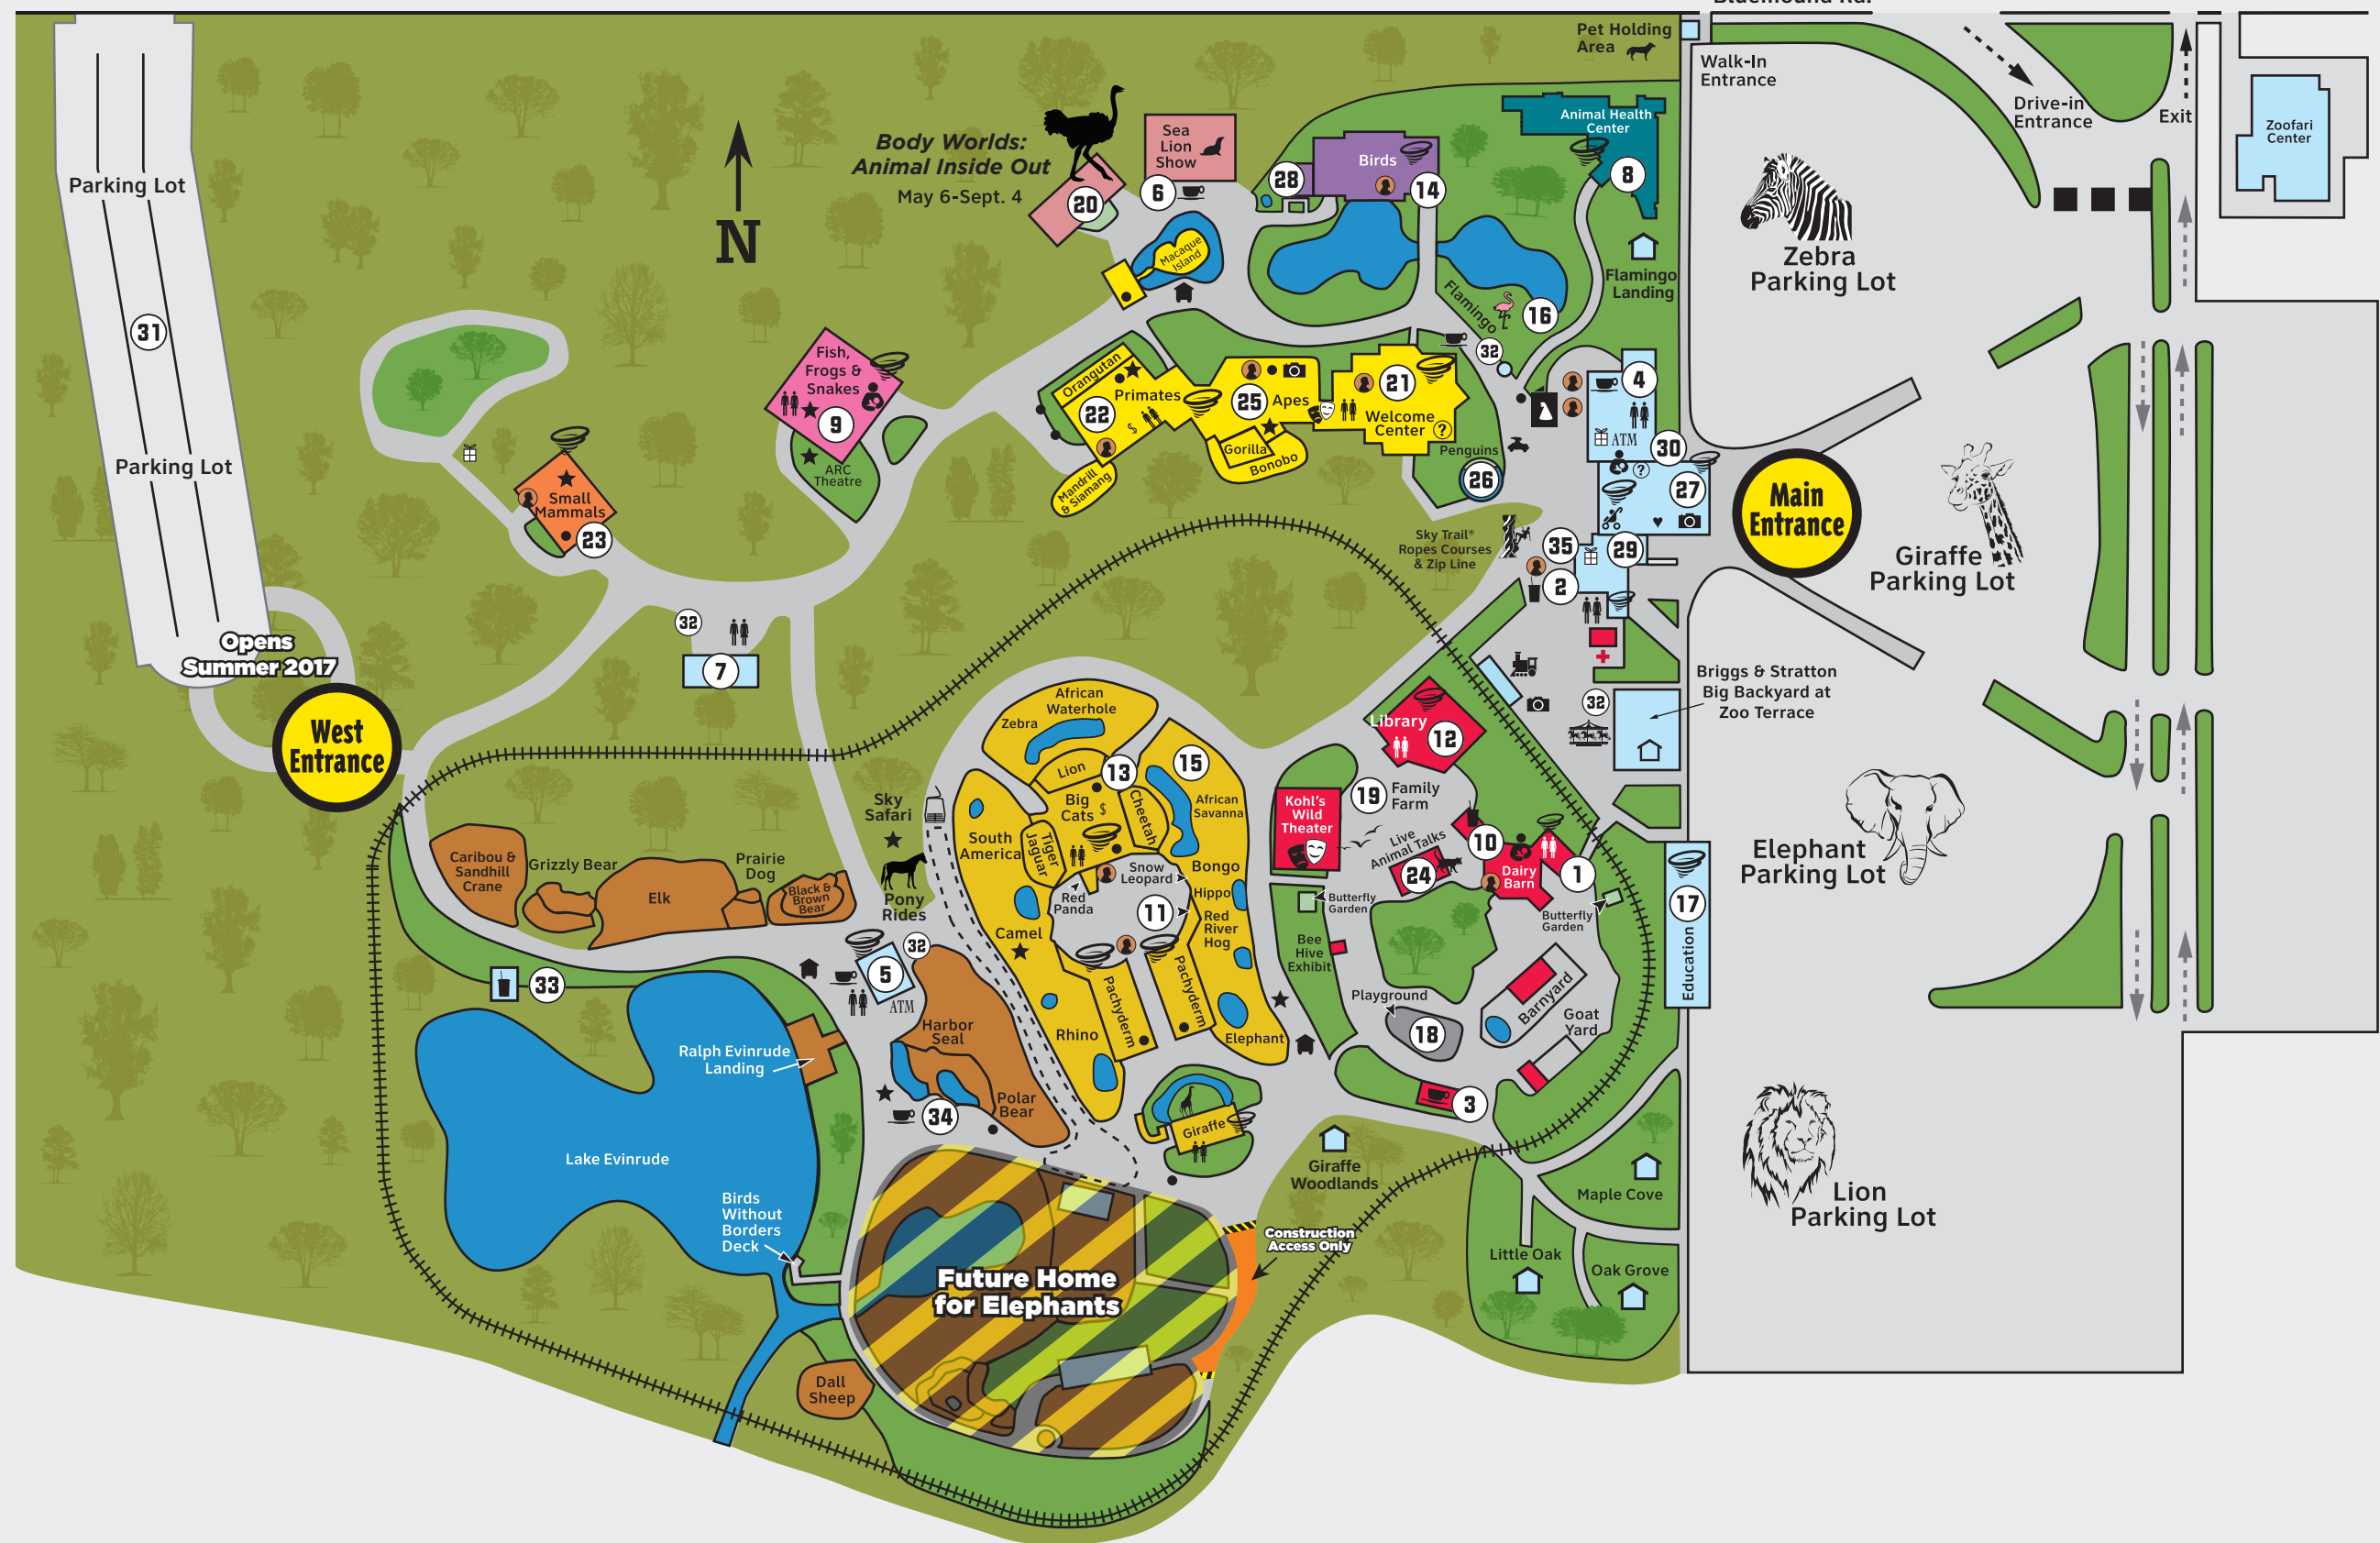 Bluemound Rd.
Pet Holding
Area
Walk-In
Entrance
Drive-in
Entrance
Exit
Zoofari
Center
Parking Lot
31
Parking Lot
Opens
Summer 2017
West
Entrance
N
Body Worlds:
Animal Inside Out
May 6-Sept. 4
20
Sea
Lion
Show
6
Macaque
Island
28
Birds
14
Animal Health
Center
8
Flamingo
Landing
Flamingo
16
32
Zebra
Parking Lot
Fish,
Frogs &
Snakes
9
ARC
Theatre
Small
Mammals
23
32
7
Orangutan
Primates
22
$
Mandrill
& Siamang
25
Apes
Gorilla
Bonobo
21
Welcome
Center
?
Penguins
26
4
ATM
30
?
27
29
35
2
Sky Trail®
Ropes Courses
& Zip Line
Main
Entrance
Giraffe
Parking Lot
Briggs & Stratton
Big Backyard at
Zoo Terrace
32
Library
12
African
Waterhole
Zebra
Lion
13
15
Big
Cats
$
Cheetah
African
Savanna
Tiger
Jaguar
South
America
Snow
Leopard
Bongo
Red
Panda
11
Hippo
Red
River
Hog
Camel
Pachyderm
Pachyderm
Rhino
Elephant
Giraffe
Sky
Safari
Pony
Rides
Caribou &
Sandhill
Crane
Grizzly Bear
Elk
Prairie
Dog
Black &
Brown
Bear
33
5
32
ATM
Harbor
Seal
Polar
Bear
34
Ralph Evinrude
Landing
Lake Evinrude
Birds
Without
Borders
Deck
Dall
Sheep
Future Home
for Elephants
Construction
Access Only
Kohl's
Wild
Theater
19
Family
Farm
Live
Animal Talks
24
10
Dairy
Barn
1
Butterfly
Garden
Butterfly
Garden
Bee
Hive
Exhibit
Playground
18
Barnyard
Goat
Yard
3
17
Education
Elephant
Parking Lot
Giraffe
Woodlands
Maple Cove
Little Oak
Oak Grove
Lion
Parking Lot